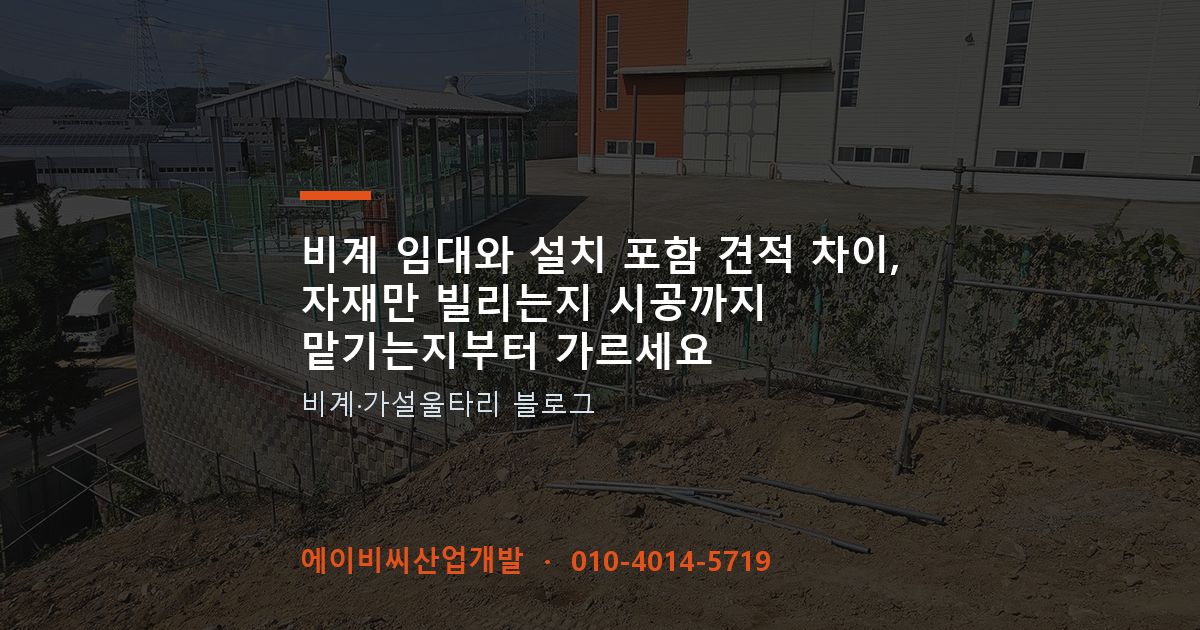 비계 임대와 설치 포함 견적 차이,
자재만 빌리는지 시공까지
맡기는지부터 가르세요
비계·가설울타리 블로그
에이비씨산업개발 · 010-4014-5719